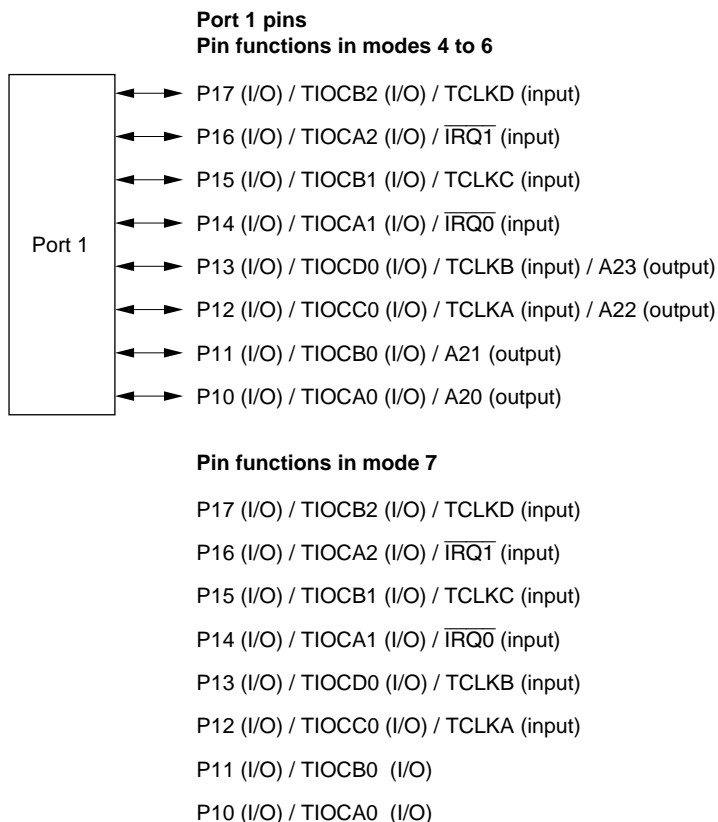 Port 1 pins
Pin functions in modes 4 to 6
P17 (I/O) / TIOCB2 (I/O) / TCLKD (input)
P16 (I/O) / TIOCA2 (I/O) / I̅R̅Q̅1̅ (input)
P15 (I/O) / TIOCB1 (I/O) / TCLKC (input)
P14 (I/O) / TIOCA1 (I/O) / I̅R̅Q̅0̅ (input)
Port 1
P13 (I/O) / TIOCD0 (I/O) / TCLKB (input) / A23 (output)
P12 (I/O) / TIOCC0 (I/O) / TCLKA (input) / A22 (output)
P11 (I/O) / TIOCB0 (I/O) / A21 (output)
P10 (I/O) / TIOCA0 (I/O) / A20 (output)
Pin functions in mode 7
P17 (I/O) / TIOCB2 (I/O) / TCLKD (input)
P16 (I/O) / TIOCA2 (I/O) / I̅R̅Q̅1̅ (input)
P15 (I/O) / TIOCB1 (I/O) / TCLKC (input)
P14 (I/O) / TIOCA1 (I/O) / I̅R̅Q̅0̅ (input)
P13 (I/O) / TIOCD0 (I/O) / TCLKB (input)
P12 (I/O) / TIOCC0 (I/O) / TCLKA (input)
P11 (I/O) / TIOCB0 (I/O)
P10 (I/O) / TIOCA0 (I/O)